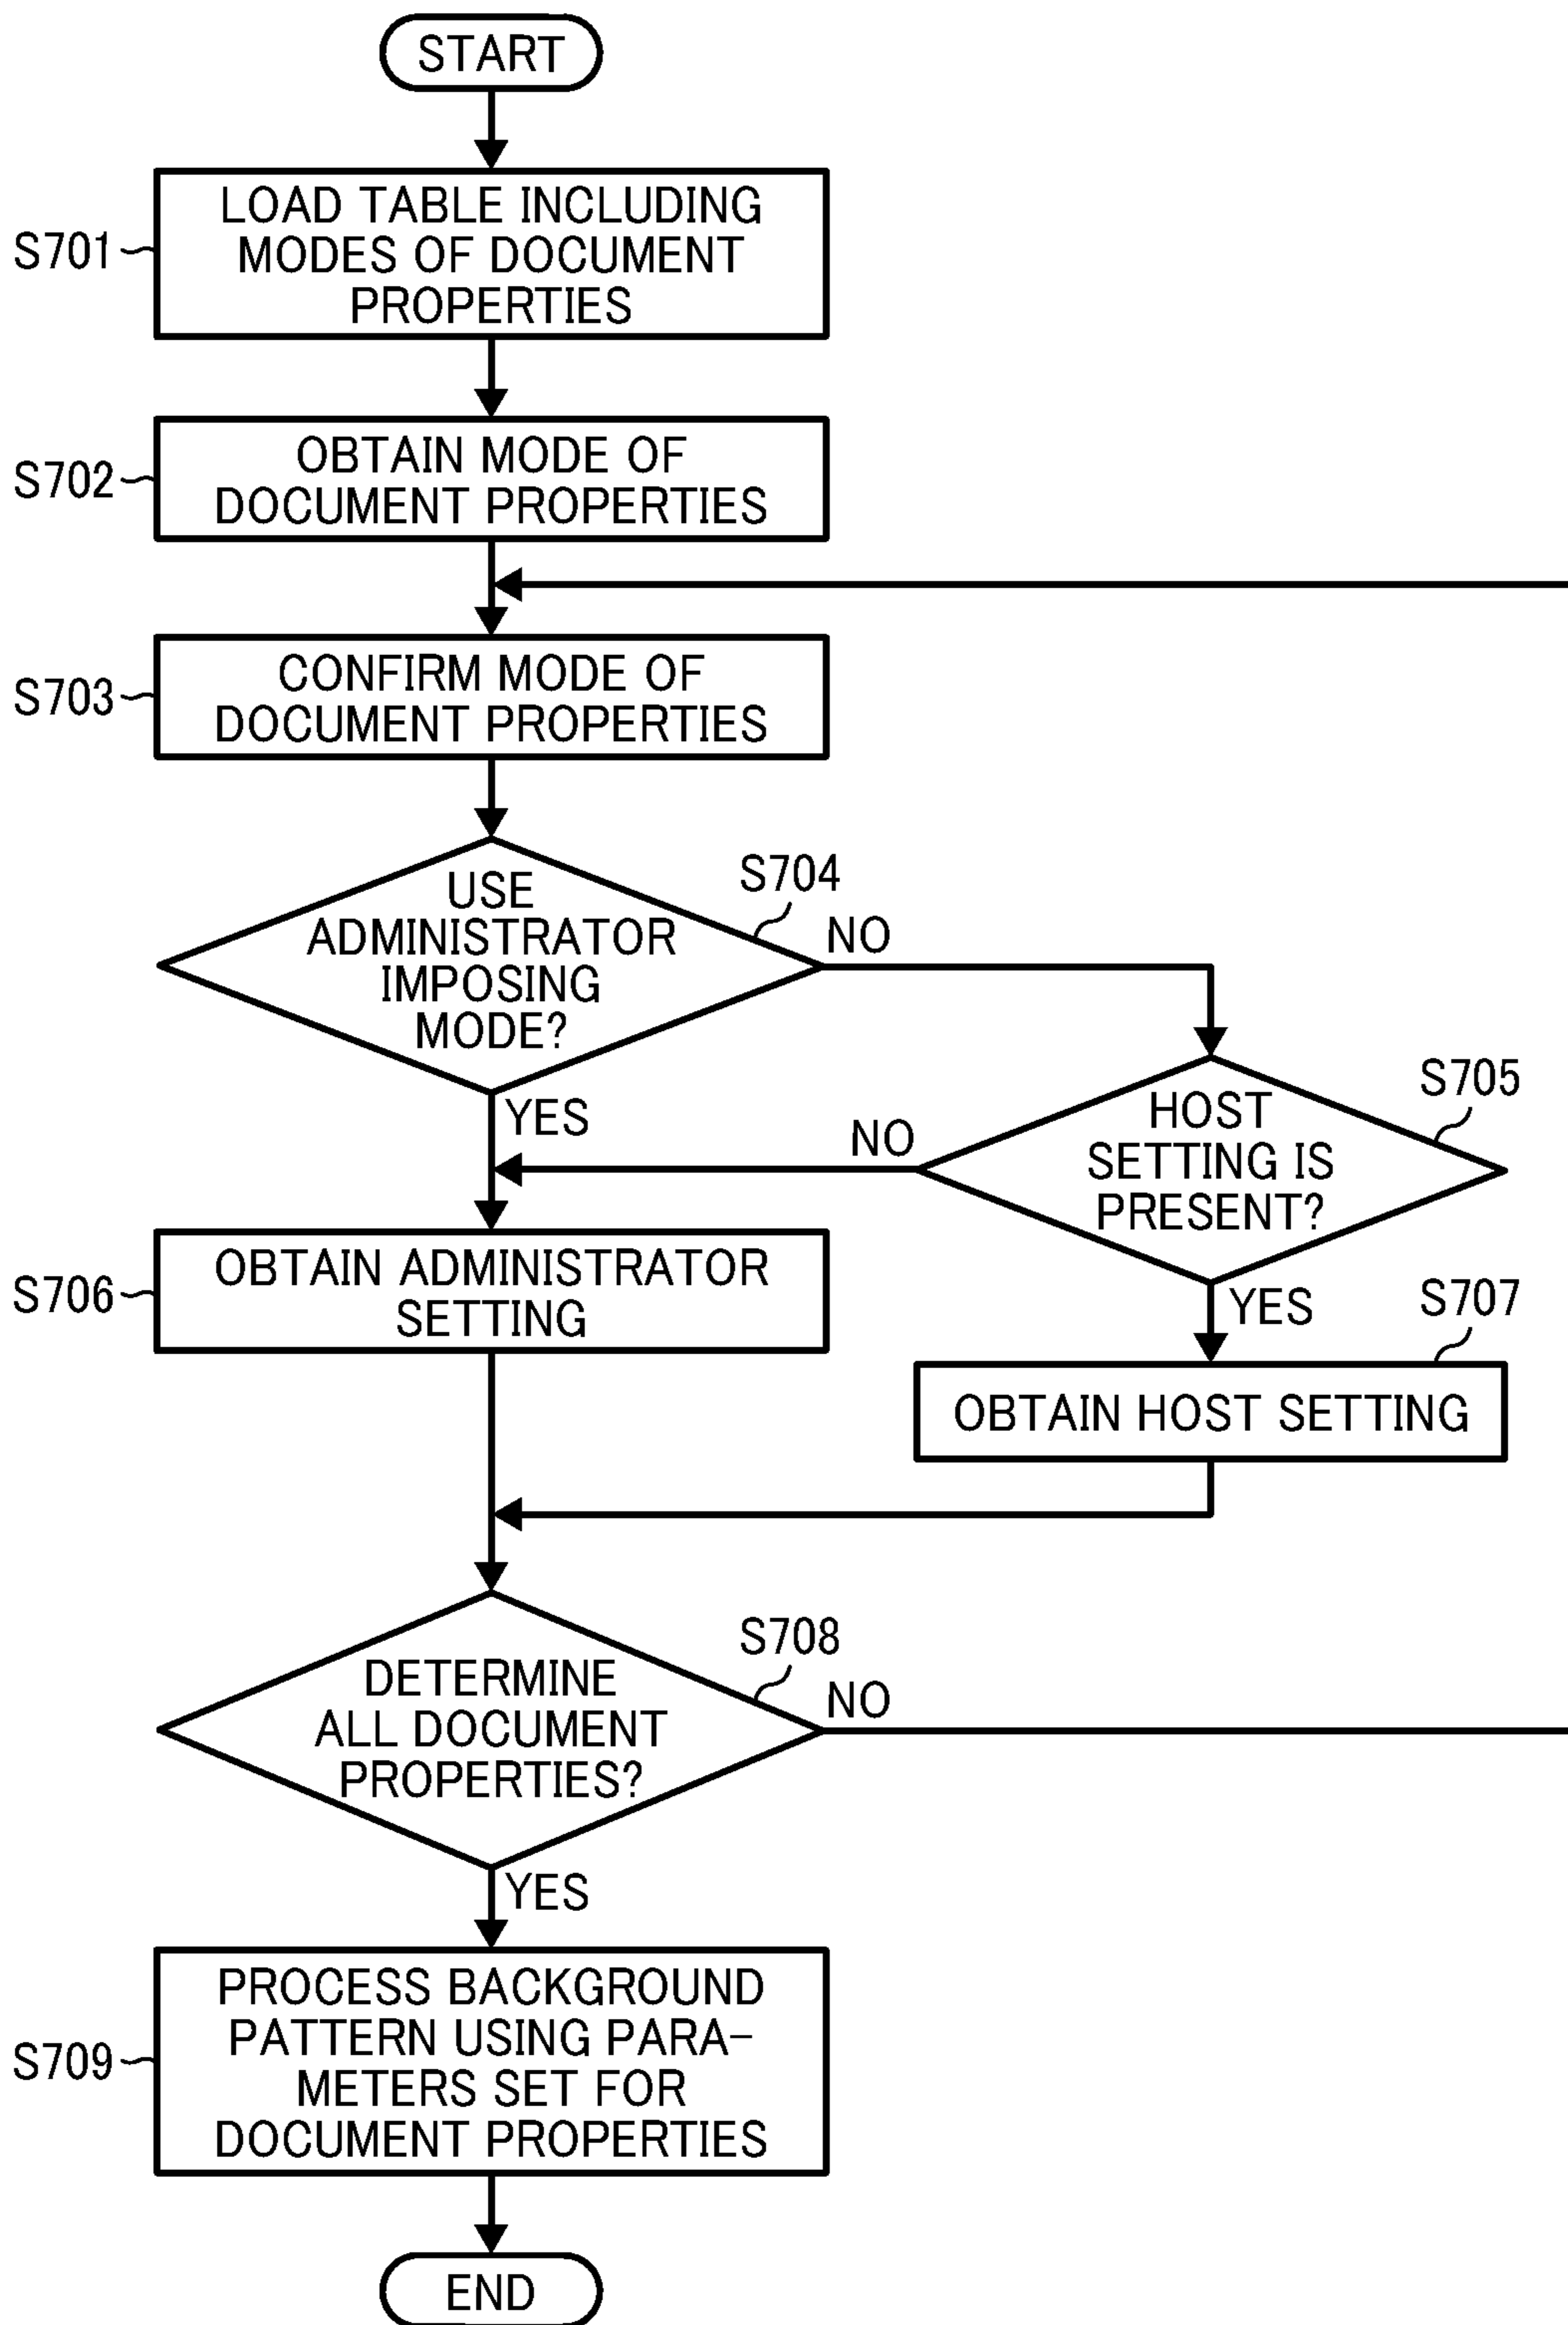 START
LOAD TABLE INCLUDING
MODES OF DOCUMENT
PROPERTIES
S701
OBTAIN MODE OF
DOCUMENT PROPERTIES
S702
CONFIRM MODE OF
DOCUMENT PROPERTIES
S703
USE
ADMINISTRATOR
IMPOSING
MODE?
S704
NO
YES
HOST
SETTING IS
PRESENT?
S705
NO
YES
OBTAIN ADMINISTRATOR
SETTING
S706
S707
OBTAIN HOST SETTING
DETERMINE
ALL DOCUMENT
PROPERTIES?
S708
NO
YES
PROCESS BACKGROUND
PATTERN USING PARA-
METERS SET FOR
DOCUMENT PROPERTIES
S709
END